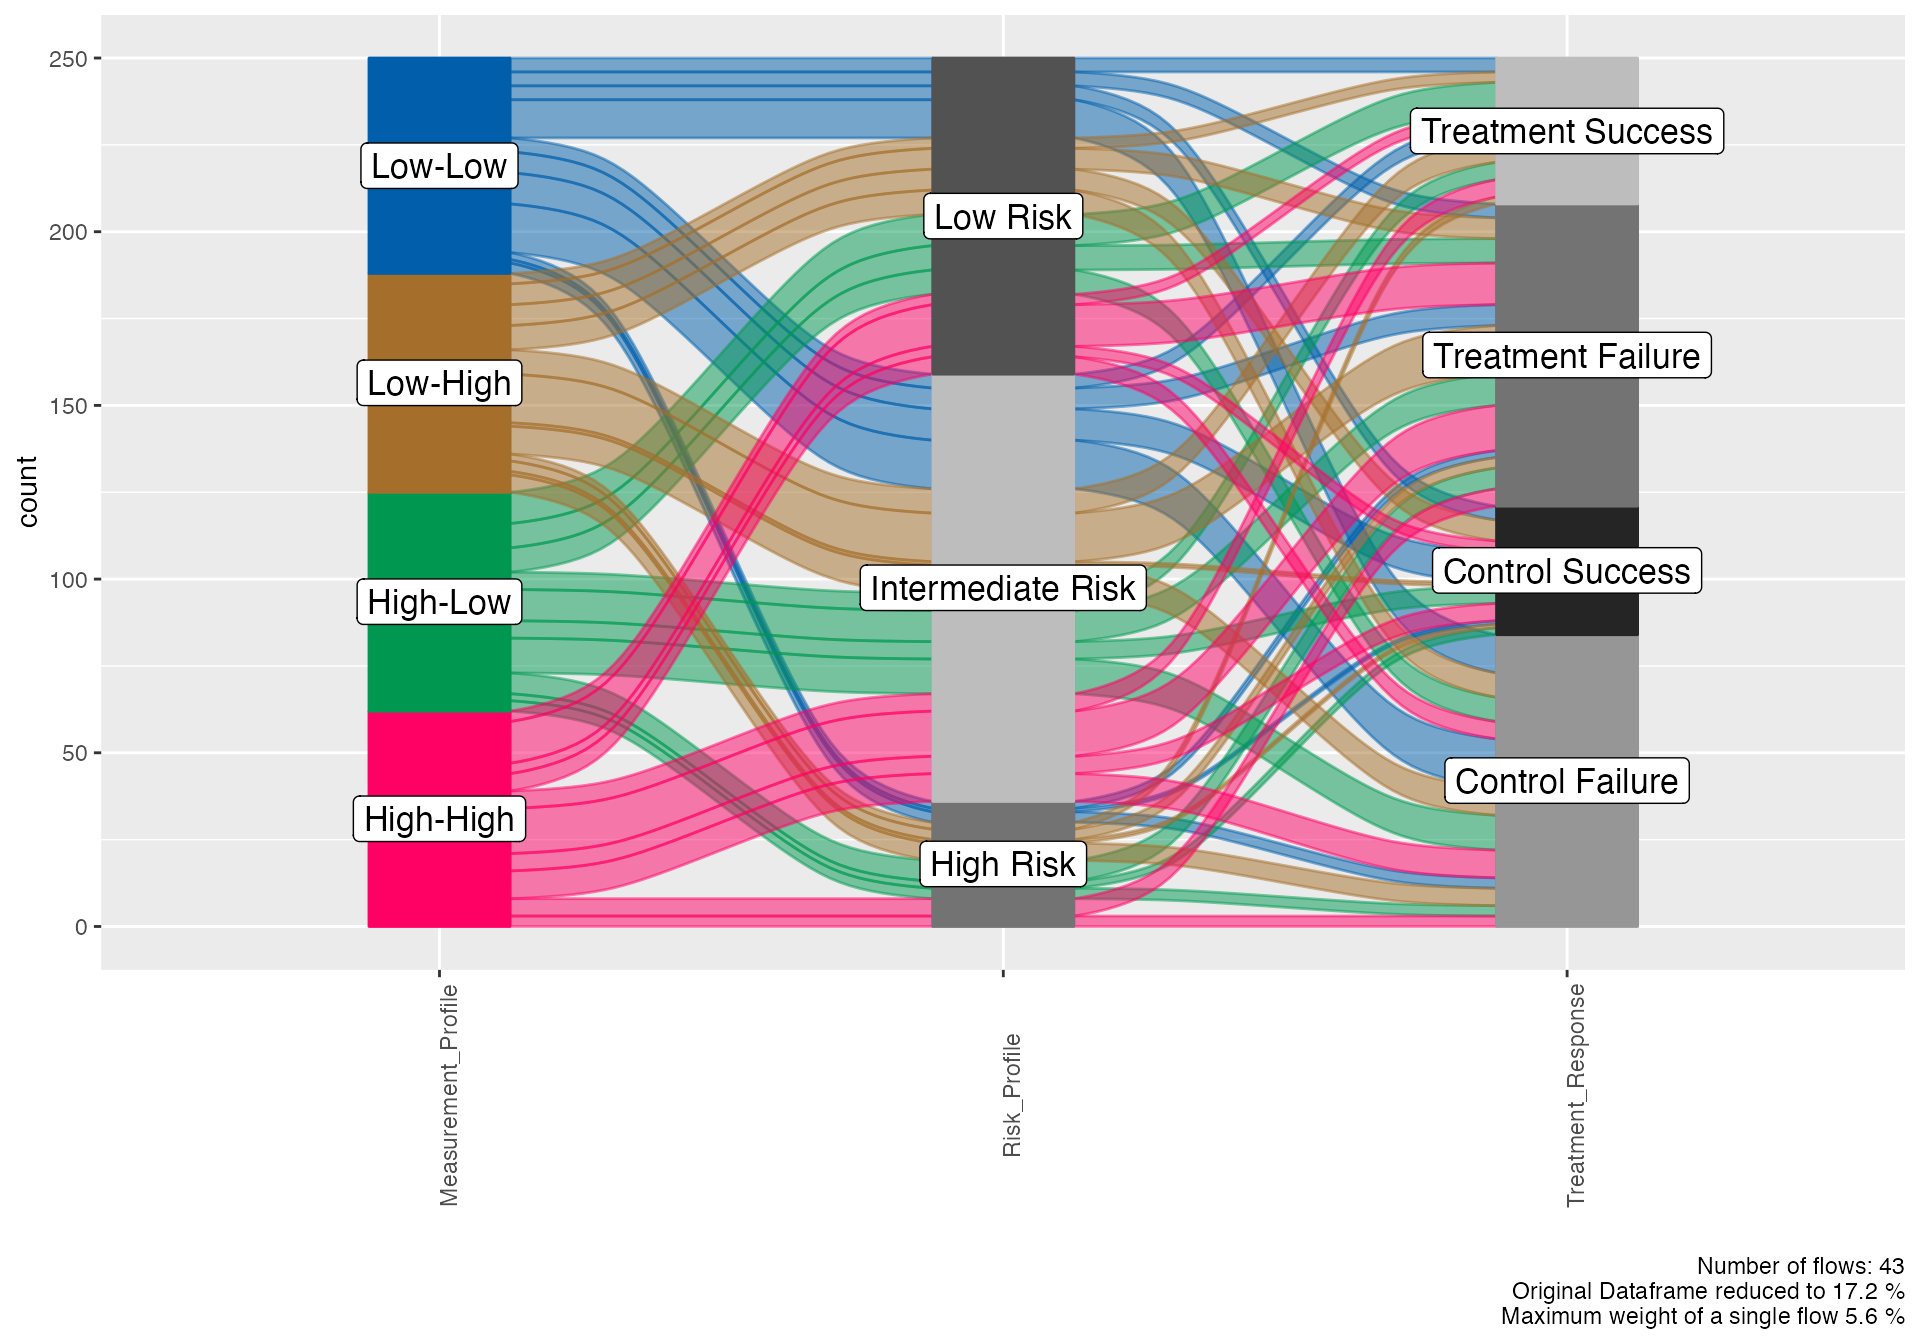 250
200
150
100
50
0
count
Low-Low
Low-High
High-Low
High-High
Low Risk
Intermediate Risk
High Risk
Treatment Success
Treatment Failure
Control Success
Control Failure
Measurement_Profile
Risk_Profile
Treatment_Response
Number of flows: 43
Original Dataframe reduced to 17.2 %
Maximum weight of a single flow 5.6 %